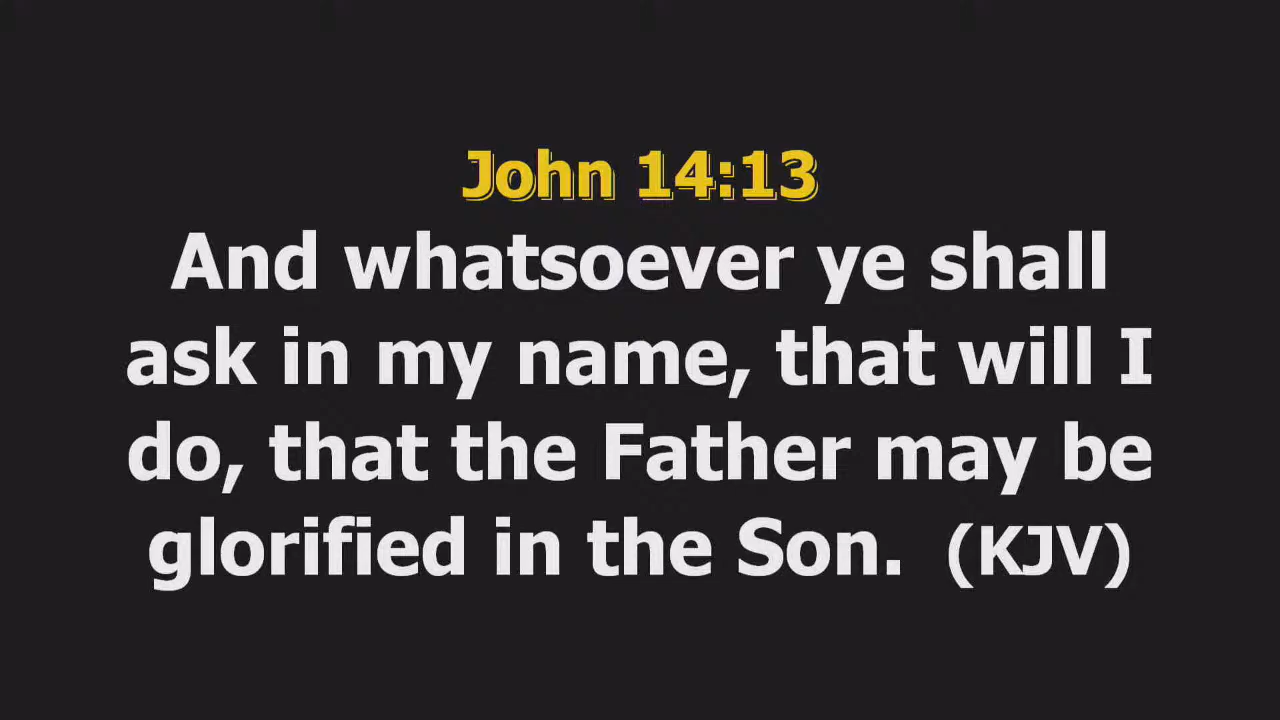 John 14:13
And whatsoever ye shall
ask in my name, that will I
do, that the Father may be
glorified in the Son. (KJV)